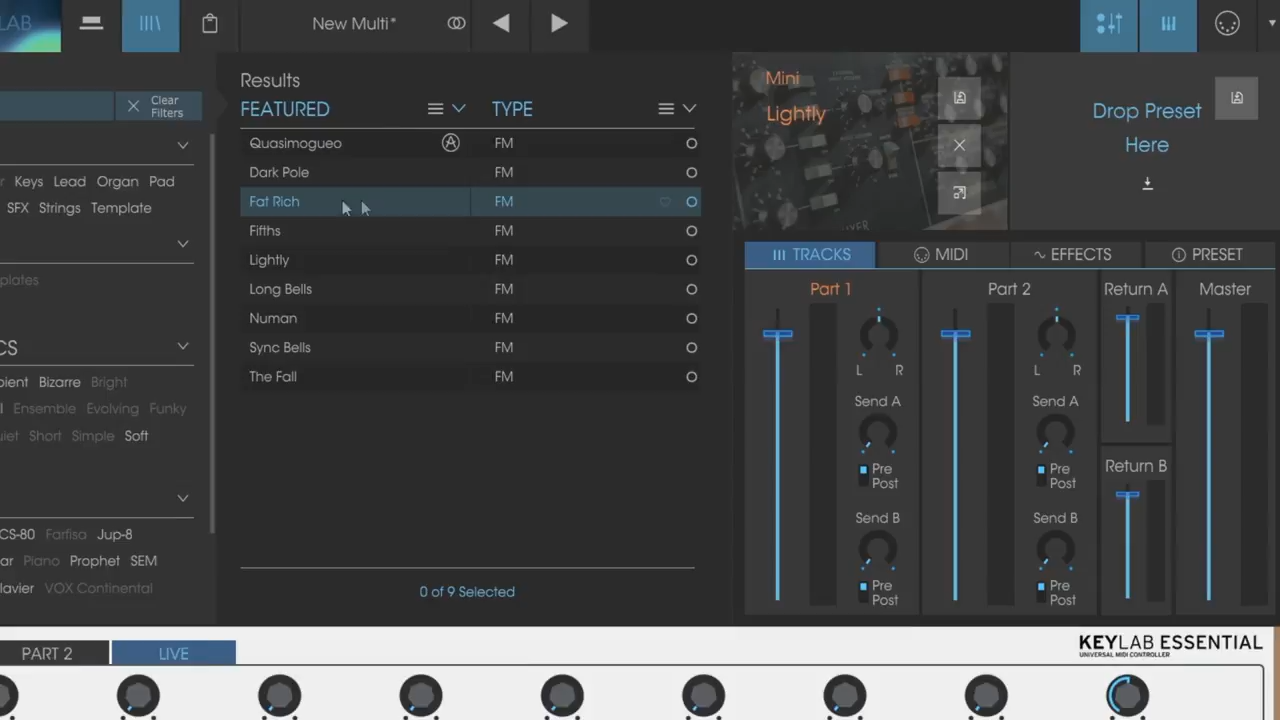 LAB
New Multi*
Clear
Filters
Keys Lead Organ Pad
SFX Strings Template
Results
FEATURED
TYPE
Quasimogueo FM
Dark Pole FM
Fat Rich FM
Fifths FM
Lightly FM
Long Bells FM
Numan FM
Sync Bells FM
The Fall FM
0 of 9 Selected
Bizarre Bright
Ensemble Evolving Funky
Short Simple Soft
CS-80 Farfisa Jup-8
Piano Prophet SEM
VOX Continental
Mini
Lightly
Drop Preset
Here
TRACKS MIDI EFFECTS PRESET
Part 1
L R
Send A
Pre
Post
Send B
Pre
Post
Part 2
L R
Send A
Pre
Post
Send B
Pre
Post
Return A
Return B
Master
PART 2
LIVE
KEYLAB ESSENTIAL
UNIVERSAL MIDI CONTROLLER